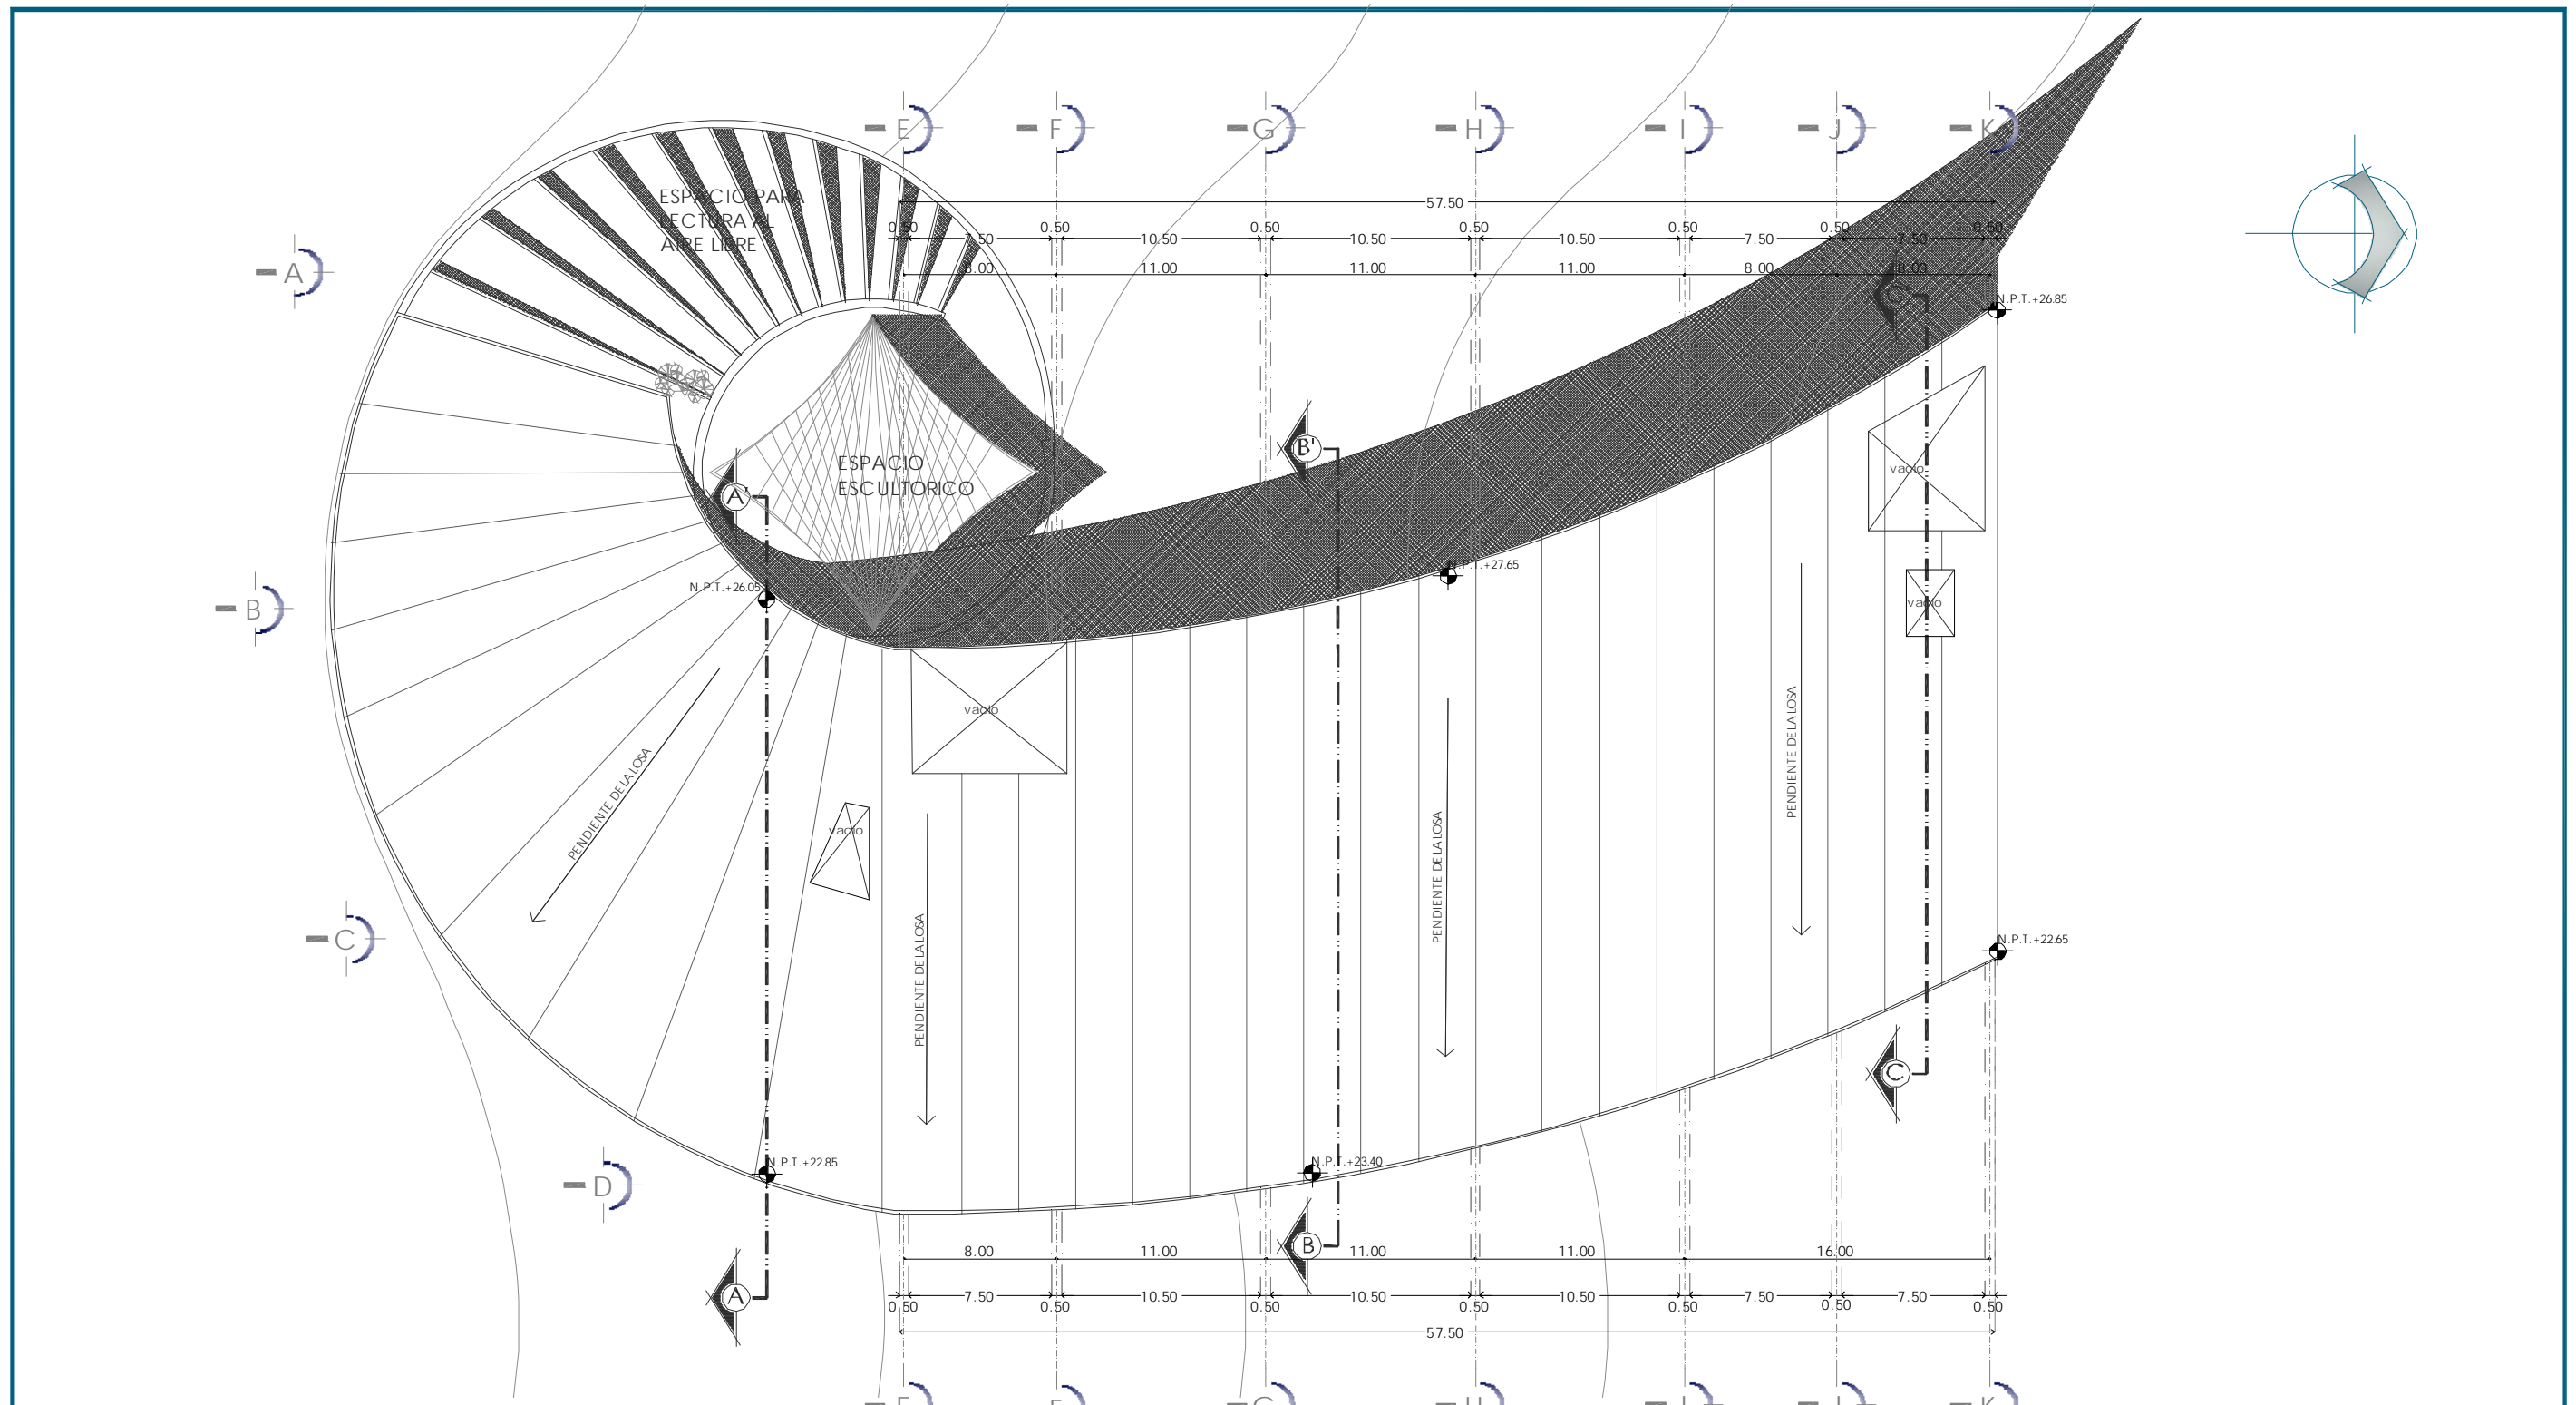 E F G H I J K
57.50
0.50 0.50 0.50 0.50 0.50 0.50 0.50
7.50 10.50 10.50 10.50 7.50 7.50
8.00 11.00 11.00 11.00 8.00 8.00
ESPACIO PARA
LECTURA AL
AIRE LIBRE
A
C'
N.P.T.+26.85
B'
ESPACIO
ESCULTORICO
A'
vacio
N.P.T.+27.65
N.P.T.+26.05
B
vacio
vacio
PENDIENTE DE LA LOSA
PENDIENTE DE LA LOSA
vacio
PENDIENTE DE LA LOSA
PENDIENTE DE LA LOSA
C
N.P.T.+22.65
C
D
N.P.T.+22.85
N.P.T.+23.40
B
8.00 11.00 11.00 11.00 16.00
A
7.50 10.50 10.50 10.50 7.50 7.50
0.50 0.50 0.50 0.50 0.50 0.50 0.50
57.50
E F G H I J K